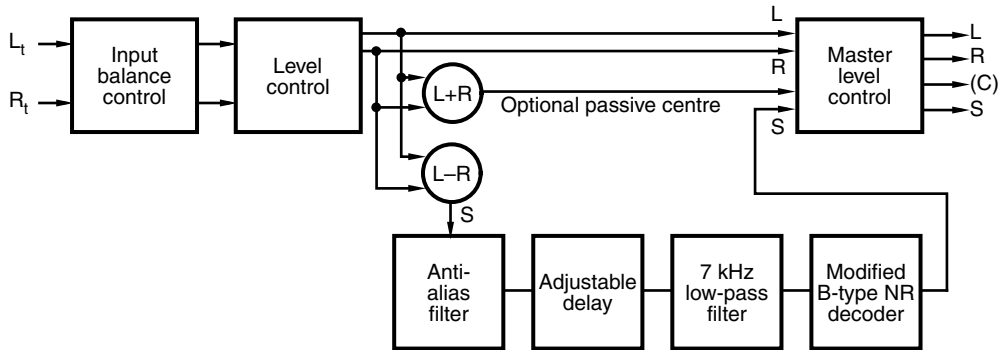 Lt
Rt
Input
balance
control
Level
control
L
R
L+R
Optional passive centre
S
L–R
S
Master
level
control
L
R
(C)
S
Anti-
alias
filter
Adjustable
delay
7 kHz
low-pass
filter
Modified
B-type NR
decoder